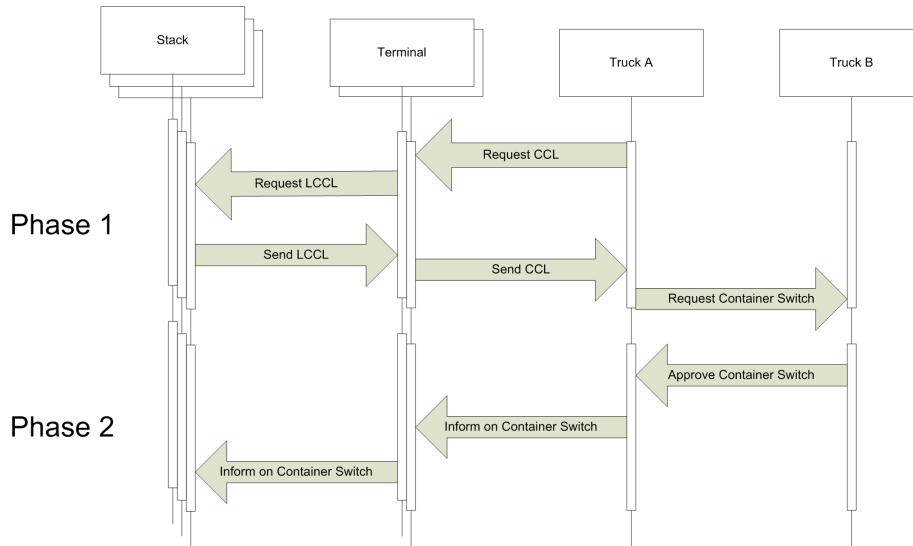 Stack
Terminal
Truck A
Truck B
Request CCL
Request LCCL
Phase 1
Send LCCL
Send CCL
Request Container Switch
Approve Container Switch
Phase 2
Inform on Container Switch
Inform on Container Switch